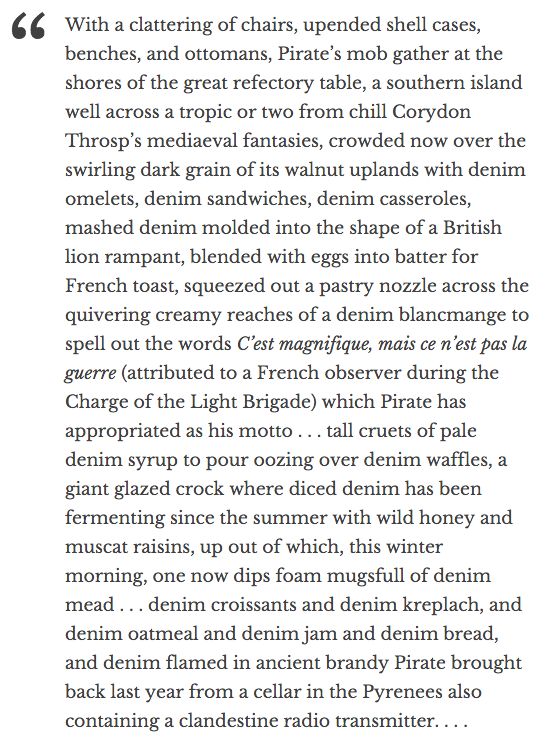 “ With a clattering of chairs, upended shell cases,
benches, and ottomans, Pirate’s mob gather at the
shores of the great refectory table, a southern island
well across a tropic or two from chill Corydon
Throsp’s mediaeval fantasies, crowded now over the
swirling dark grain of its walnut uplands with denim
omelets, denim sandwiches, denim casseroles,
mashed denim molded into the shape of a British
lion rampant, blended with eggs into batter for
French toast, squeezed out a pastry nozzle across the
quivering creamy reaches of a denim blancmange to
spell out the words C’est magnifique, mais ce n’est pas la
guerre (attributed to a French observer during the
Charge of the Light Brigade) which Pirate has
appropriated as his motto . . . tall cruets of pale
denim syrup to pour oozing over denim waffles, a
giant glazed crock where diced denim has been
fermenting since the summer with wild honey and
muscat raisins, up out of which, this winter
morning, one now dips foam mugsfull of denim
mead . . . denim croissants and denim kreplach, and
denim oatmeal and denim jam and denim bread,
and denim flamed in ancient brandy Pirate brought
back last year from a cellar in the Pyrenees also
containing a clandestine radio transmitter. . . .